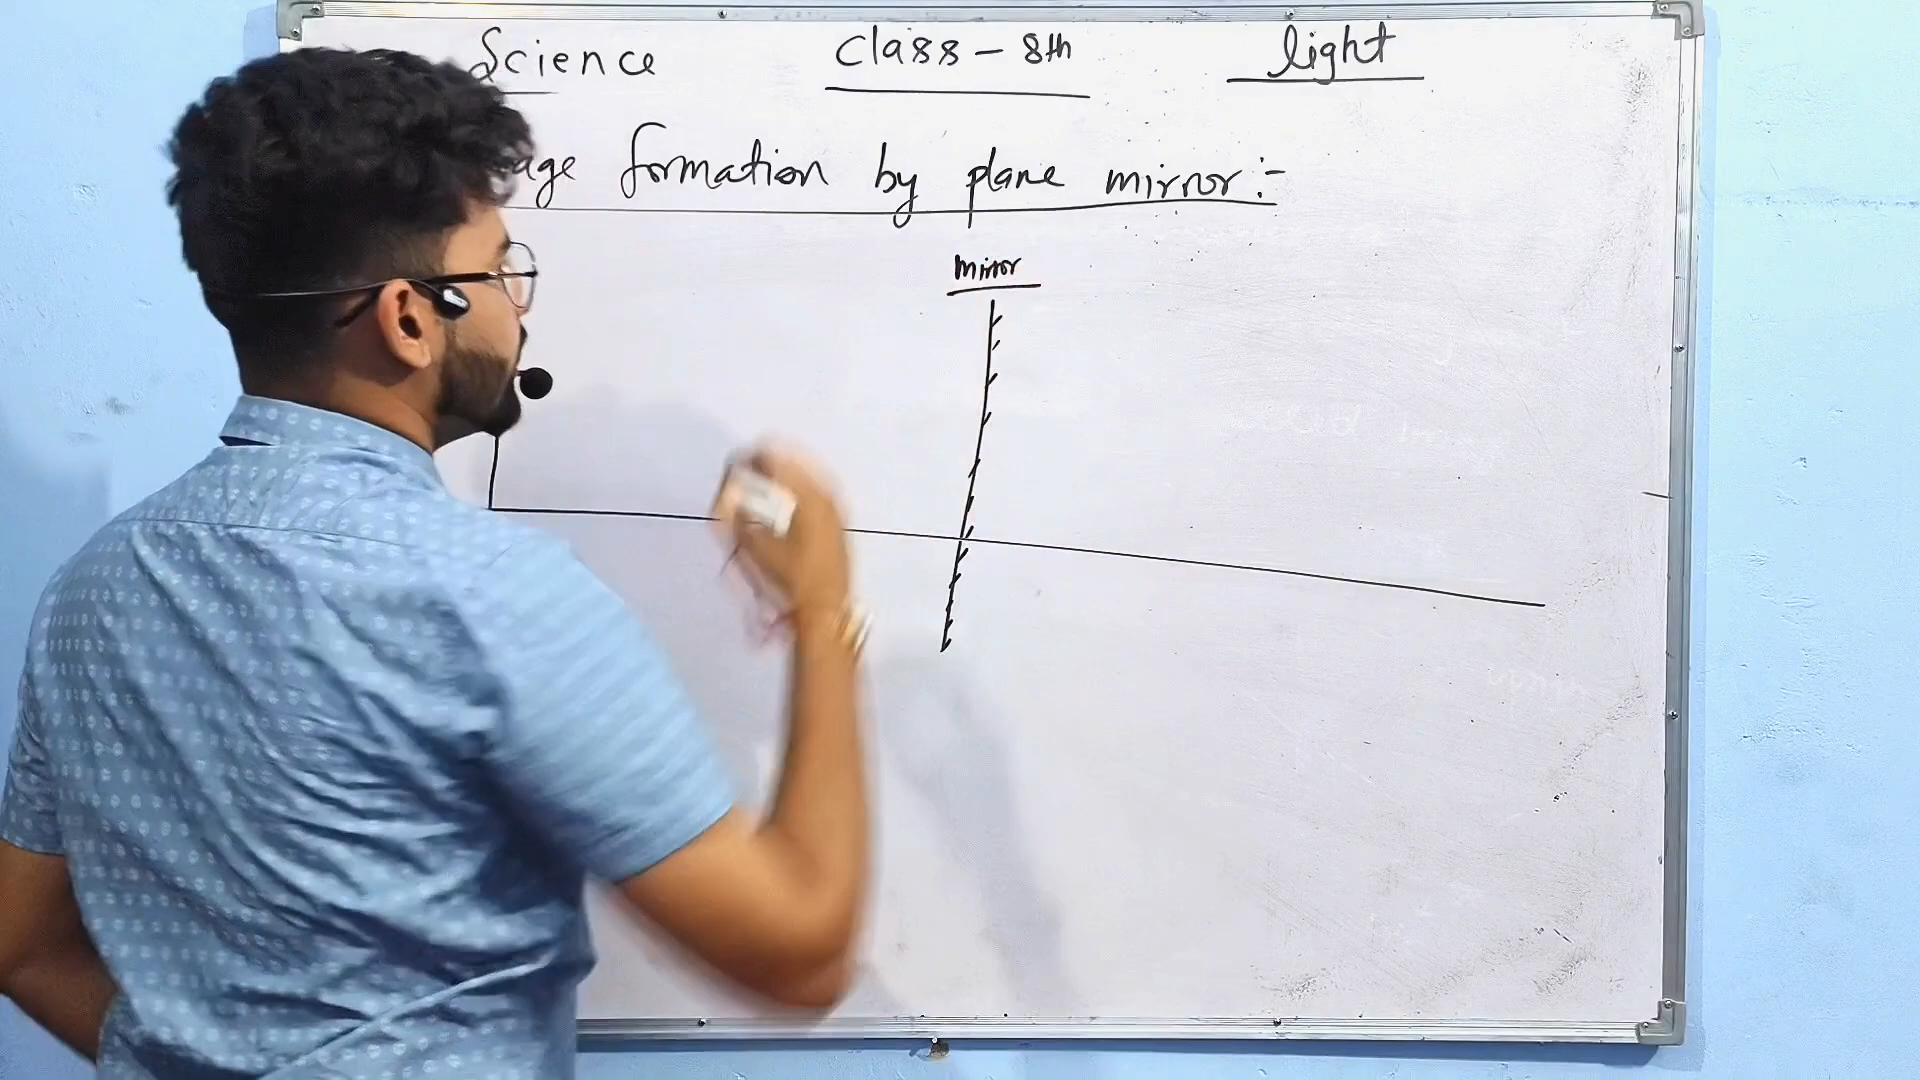 Science Class - 8th light
age formation by plane mirror :-
mirror